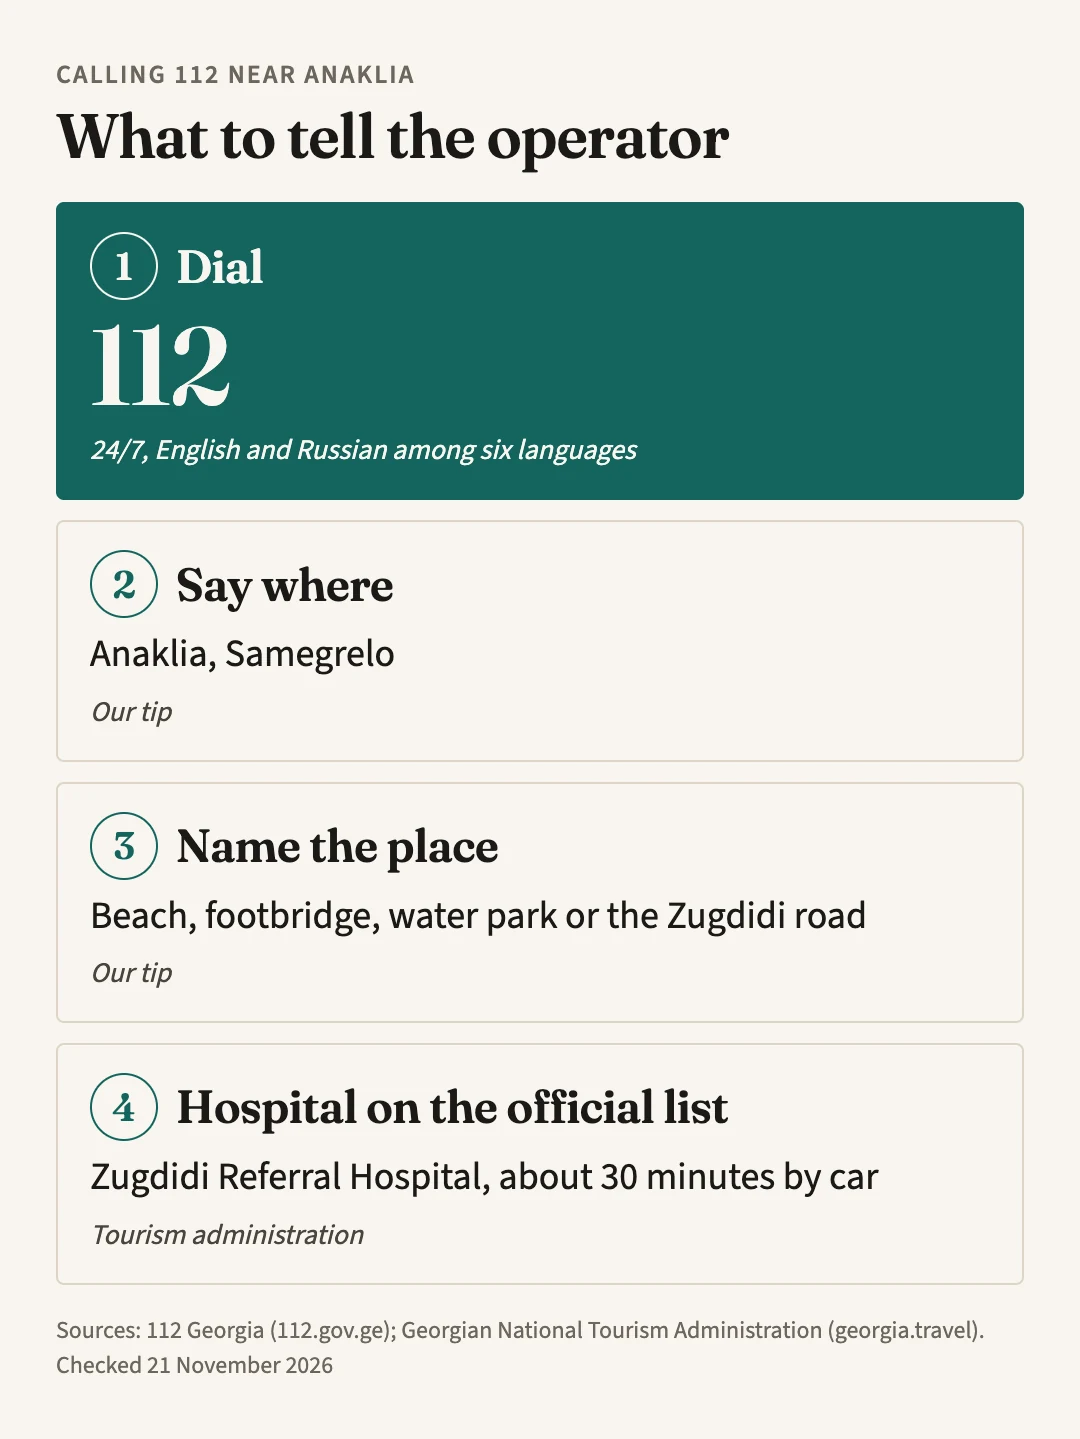 CALLING 112 NEAR ANAKLIA
What to tell the operator
1 Dial
112
24/7, English and Russian among six languages
2 Say where
Anaklia, Samegrelo
Our tip
3 Name the place
Beach, footbridge, water park or the Zugdidi road
Our tip
4 Hospital on the official list
Zugdidi Referral Hospital, about 30 minutes by car
Tourism administration
Sources: 112 Georgia (112.gov.ge); Georgian National Tourism Administration (georgia.travel).
Checked 21 November 2026